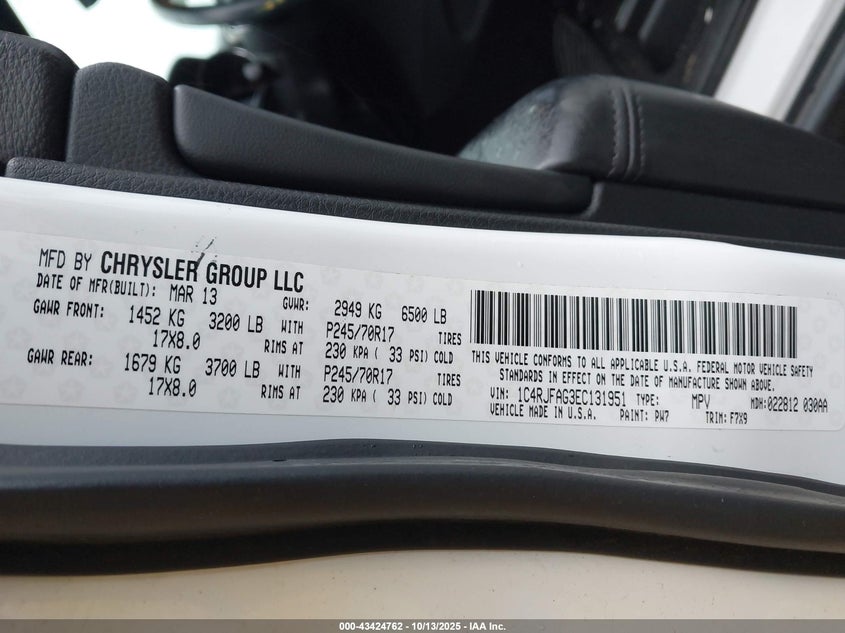 MFD BY CHRYSLER GROUP LLC
DATE OF MFR(BUILT): MAR 13 GVWR: 2949 KG 6500 LB
GAWR FRONT: 1452 KG 3200 LB WITH P245/70R17 TIRES
17X8.0 RIMS AT 230 KPA ( 33 PSI) COLD
GAWR REAR: 1679 KG 3700 LB WITH P245/70R17 TIRES
17X8.0 RIMS AT 230 KPA ( 33 PSI) COLD
THIS VEHICLE CONFORMS TO ALL APPLICABLE U.S.A. FEDERAL MOTOR VEHICLE SAFETY
STANDARDS IN EFFECT ON THE DATE OF MANUFACTURE SHOWN ABOVE.
VIN: 1C4RJFAG3EC131951 TYPE: MPV MDH:022812 030AA
VEHICLE MADE IN U.S.A. PAINT: PW7 TRIM: F7X9
000-43424762 - 10/13/2025 - IAA Inc.